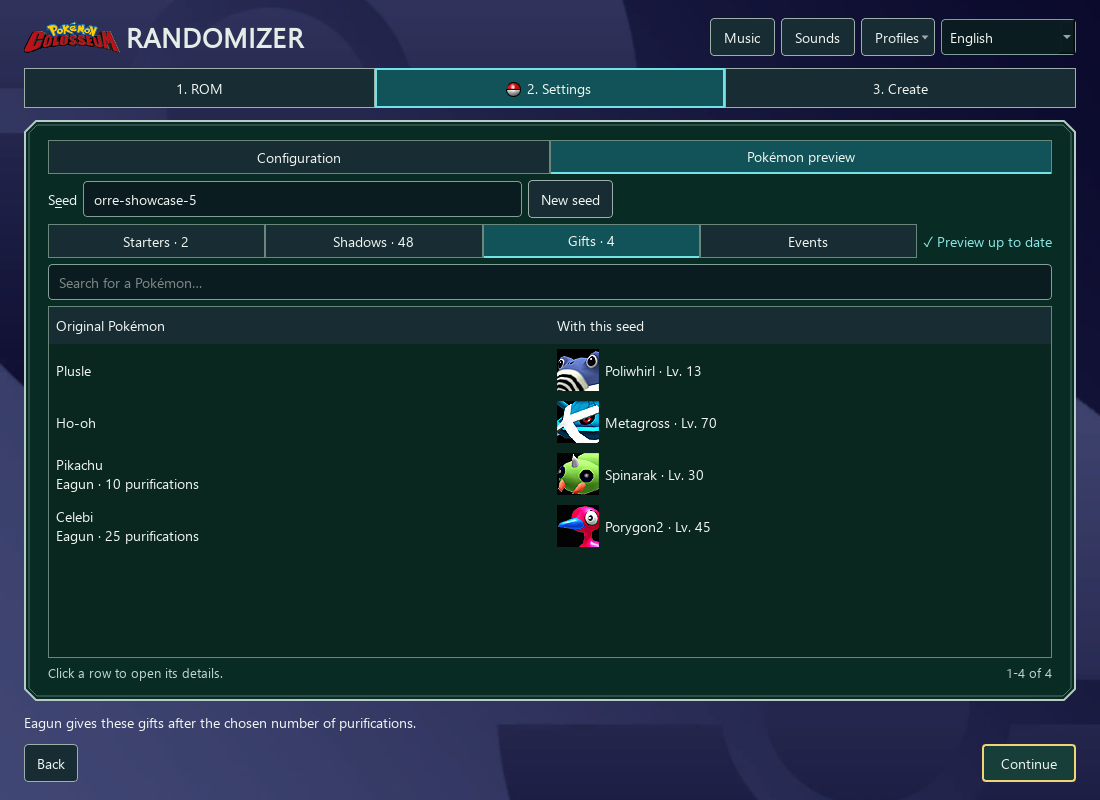 Pokémon
COLOSSEUM
RANDOMIZER
Music
Sounds
Profiles
English
1. ROM
2. Settings
3. Create
Configuration
Pokémon preview
Seed
orre-showcase-5
New seed
Starters · 2
Shadows · 48
Gifts · 4
Events
✓ Preview up to date
Search for a Pokémon...
Original Pokémon
With this seed
Plusle
Poliwhirl · Lv. 13
Ho-oh
Metagross · Lv. 70
Pikachu
Eagun · 10 purifications
Spinarak · Lv. 30
Celebi
Eagun · 25 purifications
Porygon2 · Lv. 45
Click a row to open its details.
1-4 of 4
Eagun gives these gifts after the chosen number of purifications.
Back
Continue